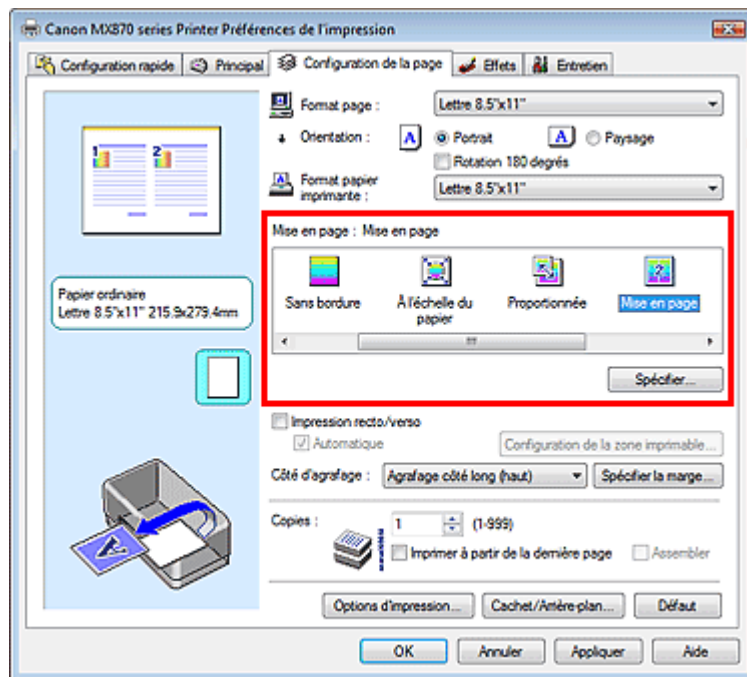 Canon MX870 series Printer Préférences de l'impression
Configuration rapide Principal Configuration de la page Effets Entretien
Format page : Lettre 8.5"x11"
Orientation : A Portrait A Paysage
Rotation 180 degrés
Format papier imprimante : Lettre 8.5"x11"
1 2
Mise en page : Mise en page
Sans bordure À l'échelle du papier Proportionnée Mise en page
Papier ordinaire
Lettre 8.5"x11" 215.9x279.4mm
Spécifier...
Impression recto/verso
Automatique Configuration de la zone imprimable...
Côté d'agrafage : Agrafage côté long (haut) Spécifier la marge...
Copies : 1 (1-999)
Imprimer à partir de la dernière page Assembler
Options d'impression... Cachet/Arrière-plan... Défaut
OK Annuler Appliquer Aide